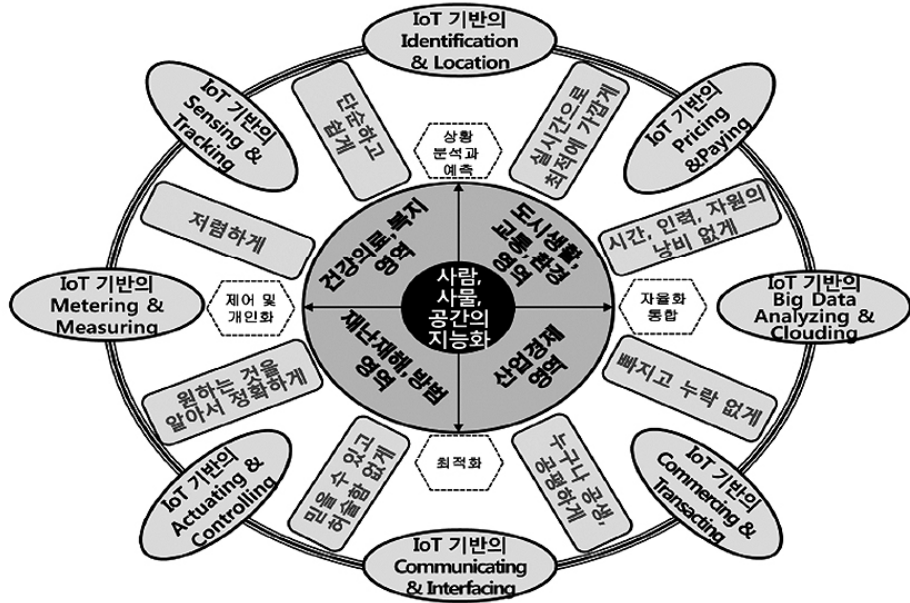 IoT 기반의
Identification
& Location
IoT 기반의
Sensing &
Tracking
IoT 기반의
Pricing
&Paying
단순하고
쉽게
실시간으로
최적에 가깝게
상황
분석과
예측
저렴하게
시간, 인력, 자원의
낭비 없게
건강의료, 복지
영역
도시생활,
교통, 환경
영역
IoT 기반의
Metering &
Measuring
제어 및
개인화
사람,
사물,
공간의
지능화
자율화
통합
IoT 기반의
Big Data
Analyzing &
Clouding
재난재해, 방범
영역
산업경제
영역
원하는 것을
알아서 정확하게
빠지고 누락 없게
최적화
믿을 수 있고
허술함 없게
누구나 공생,
공평하게
IoT 기반의
Actuating &
Controlling
IoT 기반의
Commercing &
Transacting
IoT 기반의
Communicating
& Interfacing